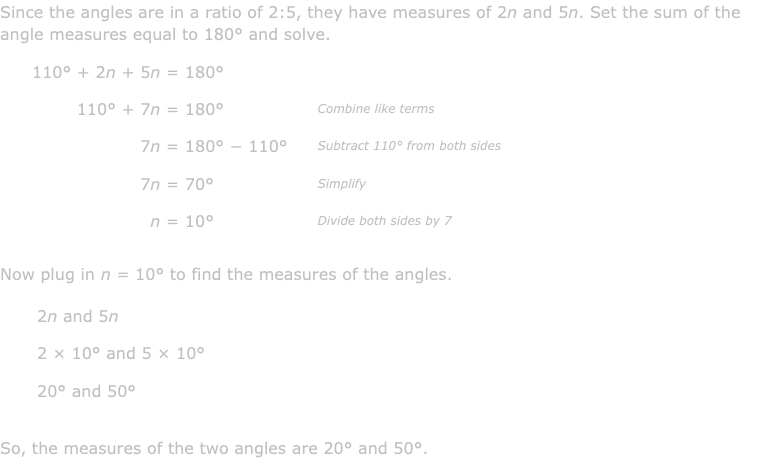 Since the angles are in a ratio of 2:5, they have measures of 2n and 5n. Set the sum of the
angle measures equal to 180° and solve.
110° + 2n + 5n = 180°
110° + 7n = 180° Combine like terms
7n = 180° − 110° Subtract 110° from both sides
7n = 70° Simplify
n = 10° Divide both sides by 7
Now plug in n = 10° to find the measures of the angles.
2n and 5n
2 × 10° and 5 × 10°
20° and 50°
So, the measures of the two angles are 20° and 50°.